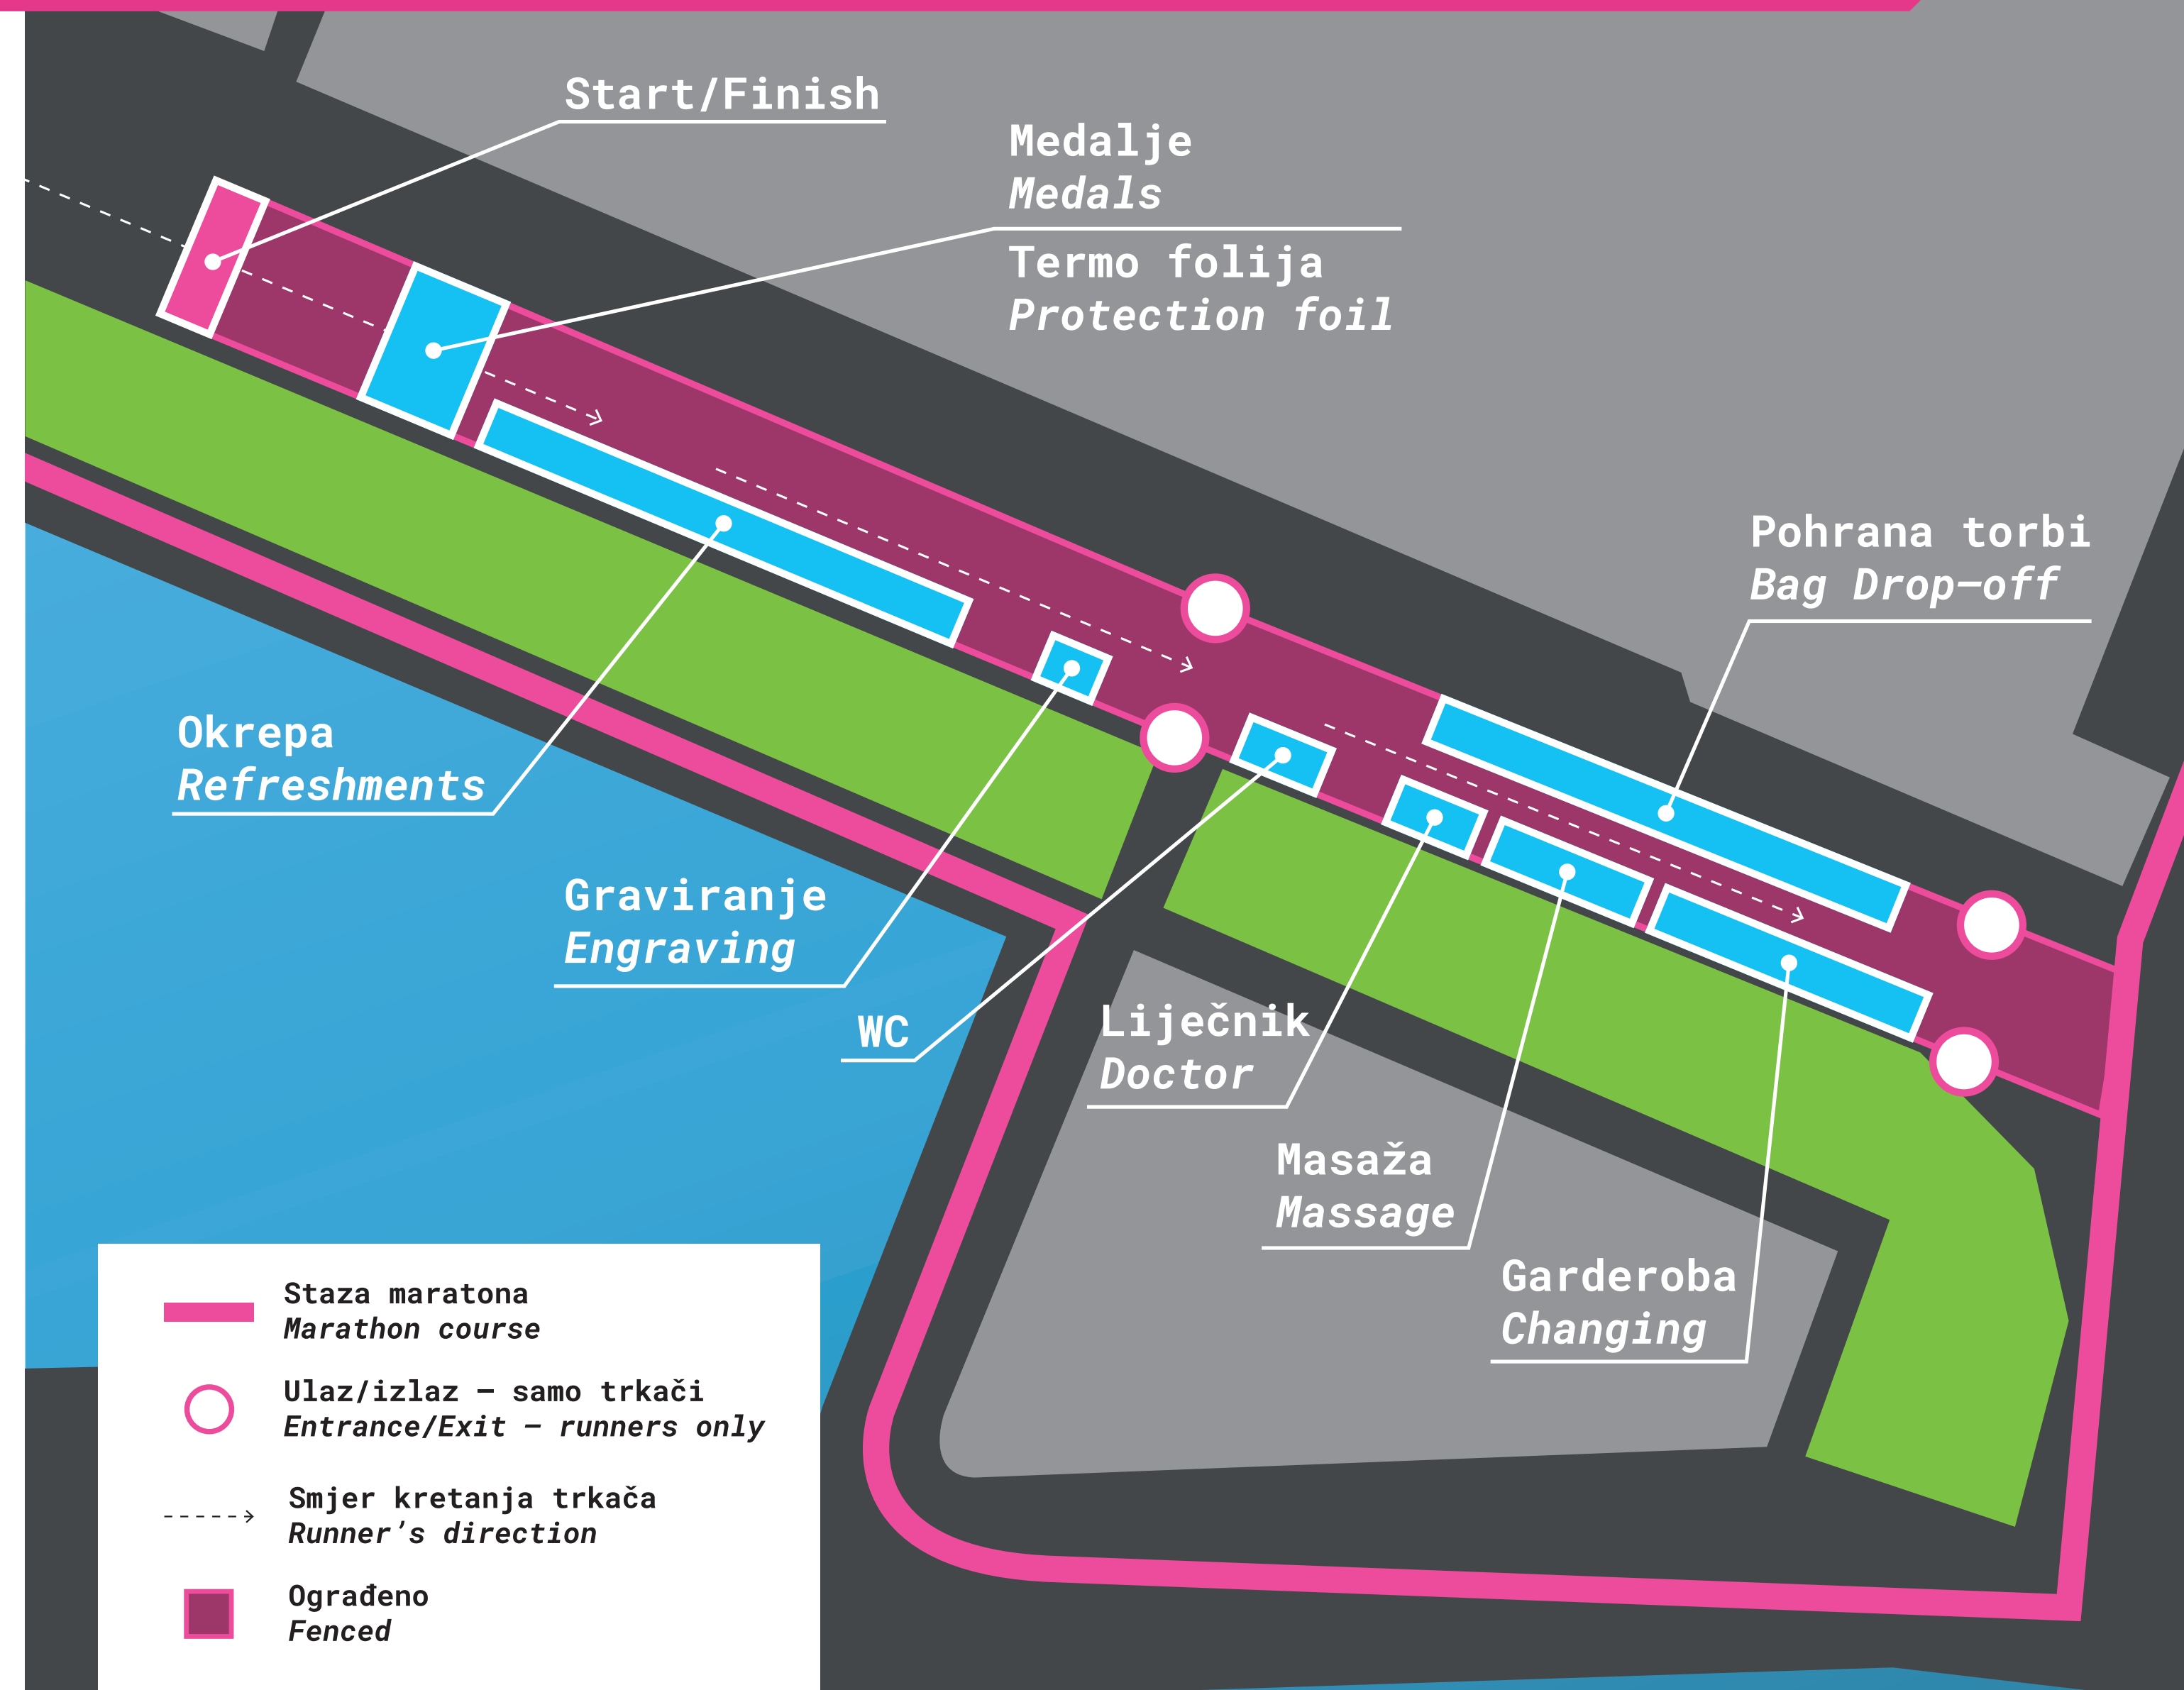 Start/Finish
Medalje
Medals
Termo folija
Protection foil
Pohrana torbi
Bag Drop–off
Okrepa
Refreshments
Graviranje
Engraving
WC
Liječnik
Doctor
Masaža
Massage
Garderoba
Changing
Staza maratona
Marathon course
Ulaz/izlaz – samo trkači
Entrance/Exit – runners only
Smjer kretanja trkača
Runner’s direction
Ograđeno
Fenced